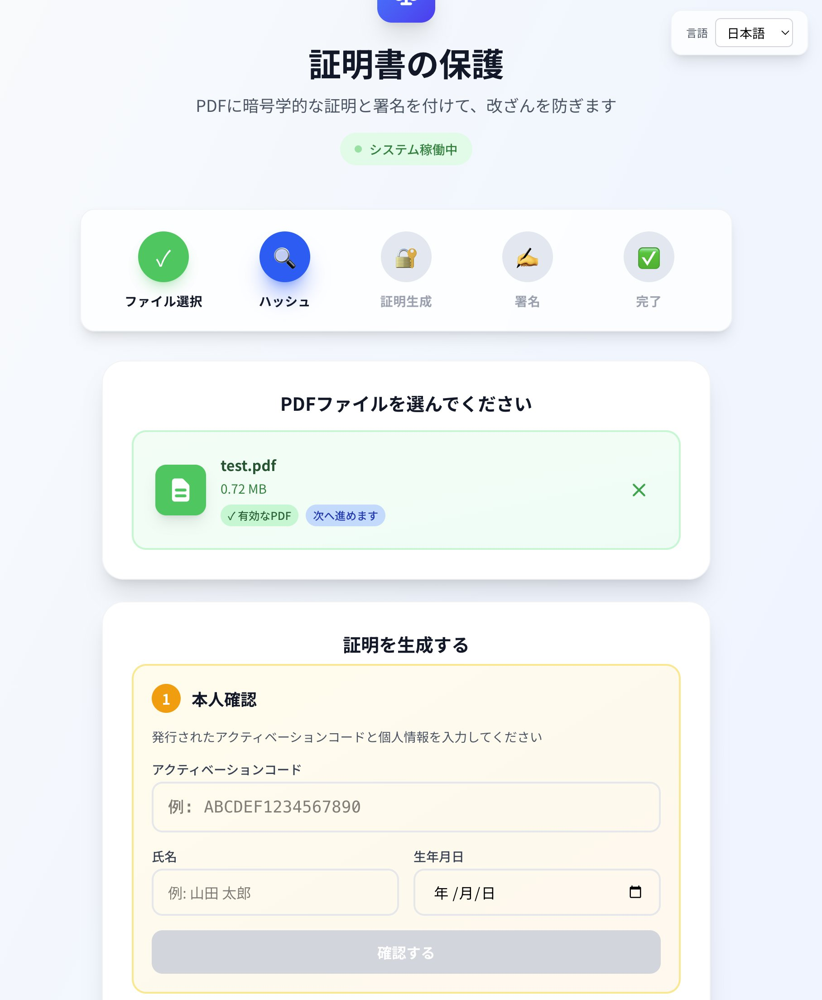 言語 日本語
証明書の保護
PDFに暗号学的な証明と署名を付けて、改ざんを防ぎます
システム稼働中
ファイル選択 ハッシュ 証明生成 署名 完了
PDFファイルを選んでください
test.pdf
0.72 MB
✓ 有効なPDF 次へ進めます
証明を生成する
1 本人確認
発行されたアクティベーションコードと個人情報を入力してください
アクティベーションコード
例: ABCDEF1234567890
氏名 生年月日
例: 山田 太郎 年 /月/日
確認する